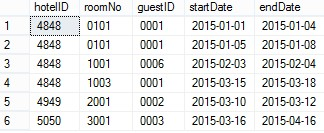 hotelID roomNo guestID startDate endDate
1 4848 0101 0001 2015-01-01 2015-01-04
2 4848 0101 0001 2015-01-05 2015-01-08
3 4848 1001 0006 2015-02-03 2015-02-04
4 4848 1003 0001 2015-03-15 2015-03-18
5 4949 2001 0002 2015-03-10 2015-03-12
6 5050 3001 0003 2015-03-16 2015-04-16